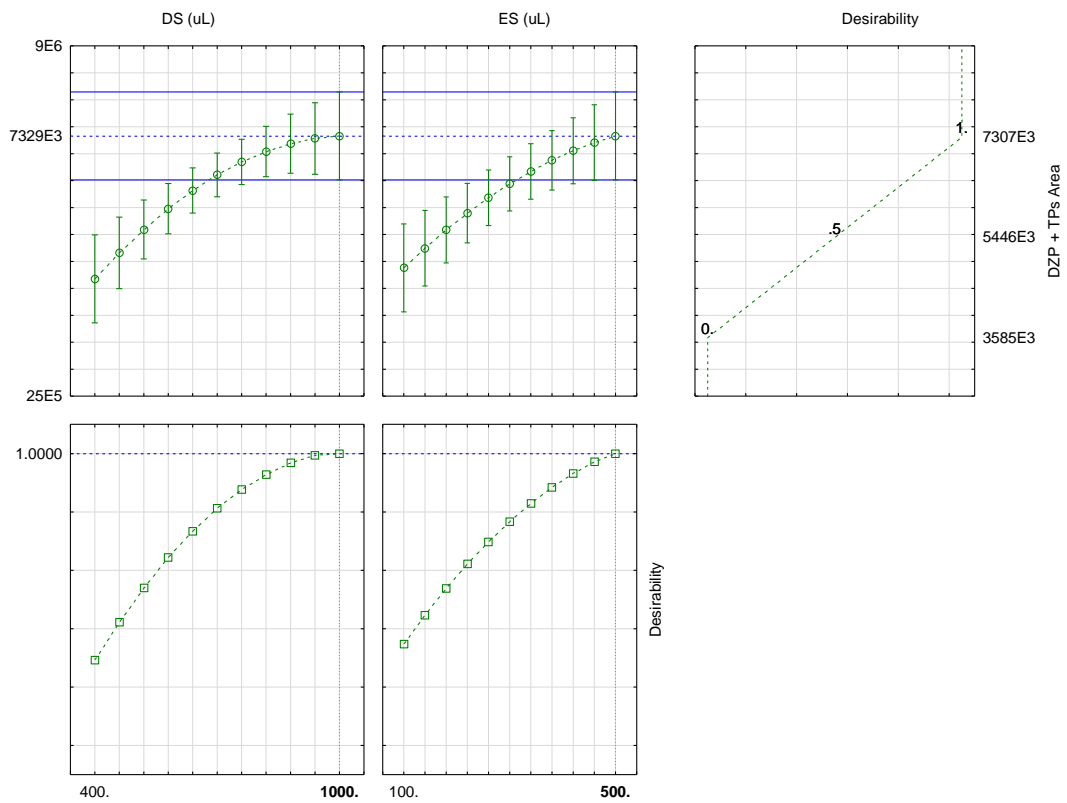 DS (uL)
ES (uL)
Desirability
9E6
7329E3
25E5
1.
.5
0.
7307E3
5446E3
3585E3
DZP + TPs Area
1.0000
Desirability
400.
1000.
100.
500.